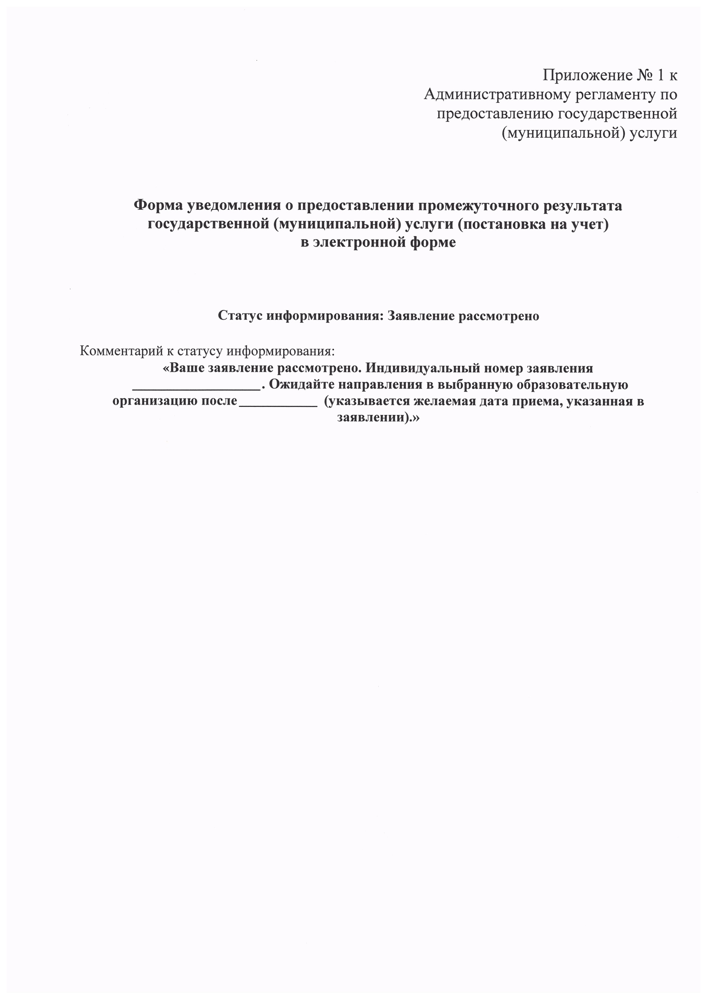 Приложение № 1 к
Административному регламенту по
предоставлению государственной
(муниципальной) услуги
Форма уведомления о предоставлении промежуточного результата
государственной (муниципальной) услуги (постановка на учет)
в электронной форме
Статус информирования: Заявление рассмотрено
Комментарий к статусу информирования:
«Ваше заявление рассмотрено. Индивидуальный номер заявления
__________________. Ожидайте направления в выбранную образовательную
организацию после___________ (указывается желаемая дата приема, указанная в
заявлении).»